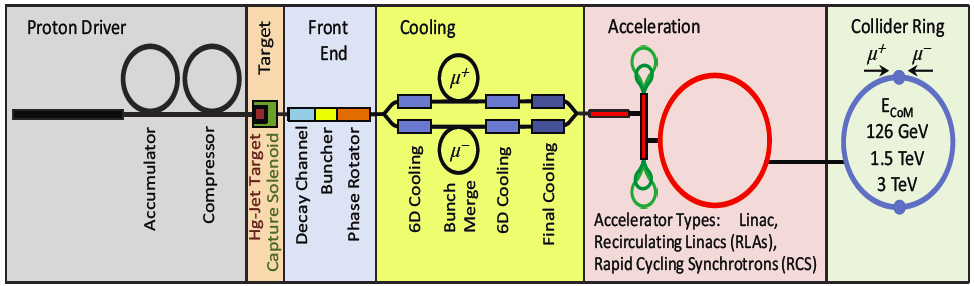 Proton Driver
Accumulator
Compressor
Target
Hg-Jet Target
Capture Solenoid
Front
End
Decay Channel
Buncher
Phase Rotator
Cooling
μ+
μ−
6D Cooling
Bunch
Merge
6D Cooling
Final Cooling
Acceleration
Accelerator Types: Linac,
Recirculating Linacs (RLAs),
Rapid Cycling Synchrotrons (RCS)
Collider Ring
μ+ μ−
ECoM
126 GeV
1.5 TeV
3 TeV